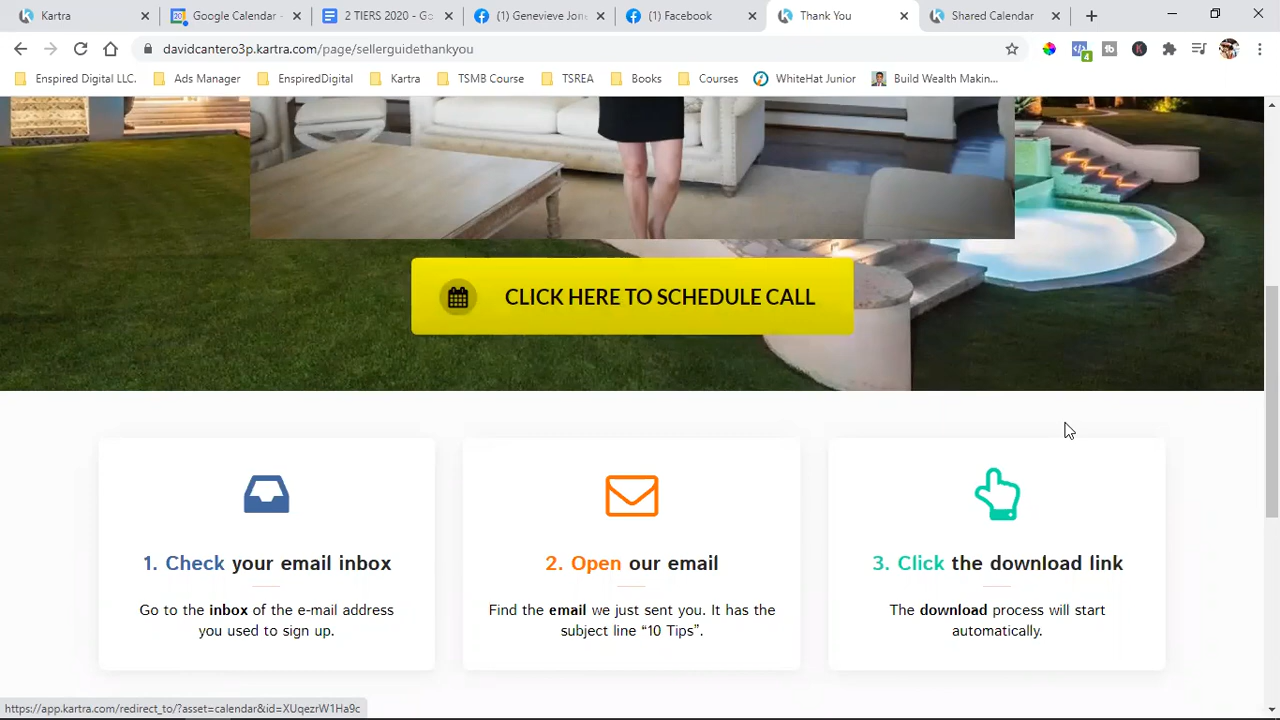 Kartra
Google Calendar -
2 TIERS 2020 - Go
(1) Genevieve Jone
(1) Facebook
Thank You
Shared Calendar
davidcantero3p.kartra.com/page/sellerguidethankyou
4
Enspired Digital LLC.
Ads Manager
EnspiredDigital
Kartra
TSMB Course
TSREA
Books
Courses
WhiteHat Junior
Build Wealth Makin...
CLICK HERE TO SCHEDULE CALL
1. Check your email inbox
Go to the inbox of the e-mail address
you used to sign up.
2. Open our email
Find the email we just sent you. It has the
subject line “10 Tips”.
3. Click the download link
The download process will start
automatically.
https://app.kartra.com/redirect_to/?asset=calendar&id=XUqezrW1Ha9c